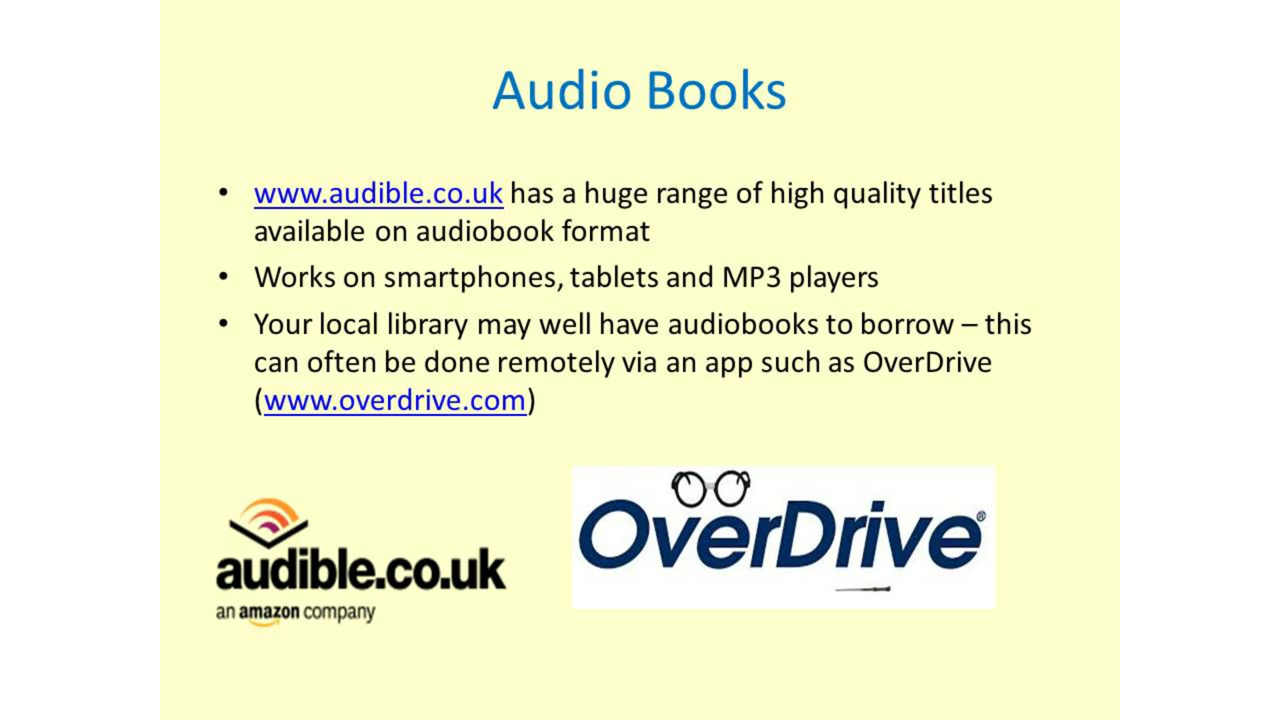 Audio Books
• www.audible.co.uk has a huge range of high quality titles
available on audiobook format
• Works on smartphones, tablets and MP3 players
• Your local library may well have audiobooks to borrow – this
can often be done remotely via an app such as OverDrive
(www.overdrive.com)
OverDrive®
audible.co.uk
an amazon company